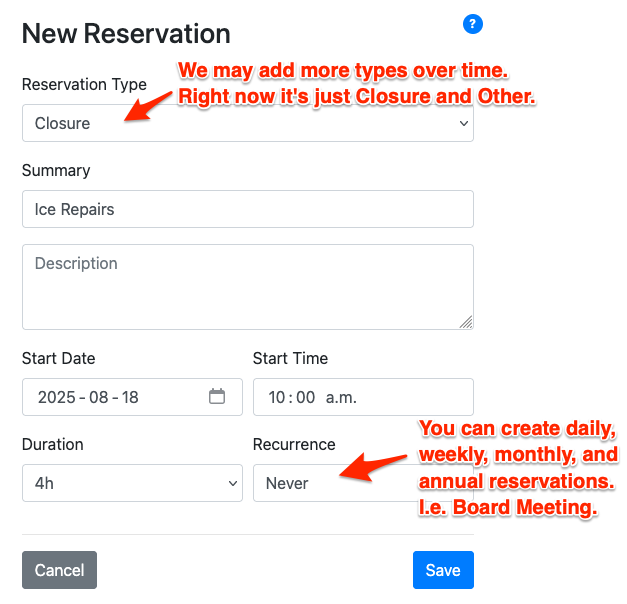 New Reservation
?
Reservation Type
We may add more types over time.
Right now it's just Closure and Other.
Closure
Summary
Ice Repairs
Description
Start Date
Start Time
2025-08-18
10:00 a.m.
Duration
Recurrence
You can create daily,
weekly, monthly, and
annual reservations.
I.e. Board Meeting.
4h
Never
Cancel
Save